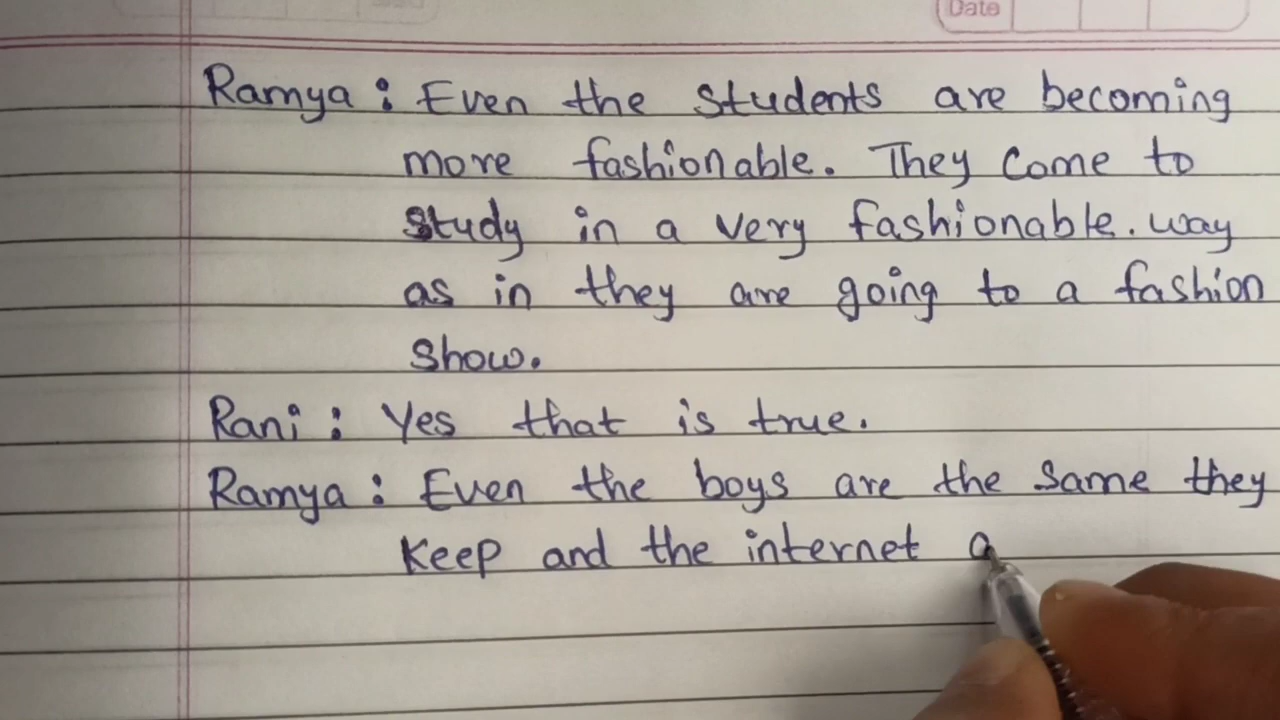 Date
Ramya : Even the students are becoming
more fashionable. They come to
study in a very fashionable. way
as in they are going to a fashion
show.
Rani : Yes that is true.
Ramya : Even the boys are the same they
keep and the internet a